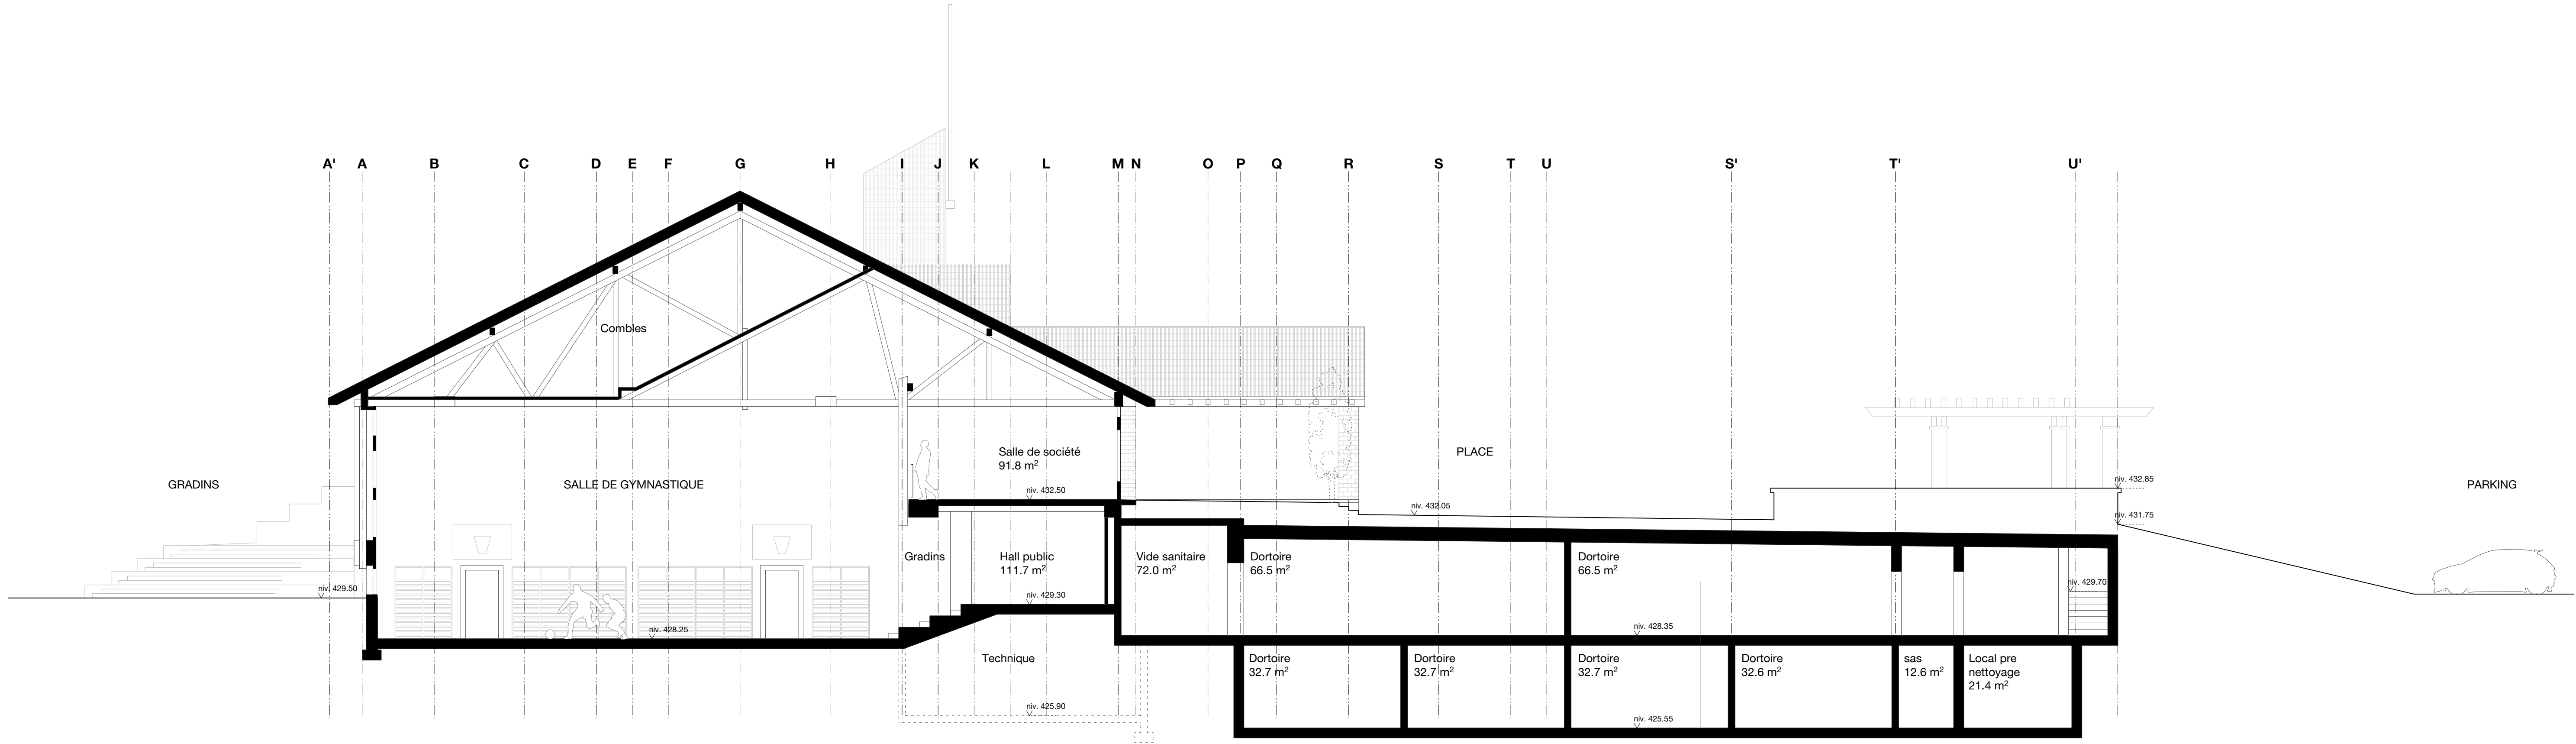 A' A B C D E F G H I J K L M N O P Q R S T U S' T' U'
Combles
Salle de société
91.8 m²
PLACE
GRADINS
SALLE DE GYMNASTIQUE
niv. 432.50
niv. 432.85
PARKING
niv. 432.05
niv. 431.75
Gradins
Hall public
111.7 m²
Vide sanitaire
72.0 m²
Dortoire
66.5 m²
Dortoire
66.5 m²
niv. 429.50
niv. 429.30
niv. 429.70
niv. 428.25
niv. 428.35
Technique
Dortoire
32.7 m²
Dortoire
32.7 m²
Dortoire
32.7 m²
Dortoire
32.6 m²
sas
12.6 m²
Local pre
nettoyage
21.4 m²
niv. 425.90
niv. 425.55